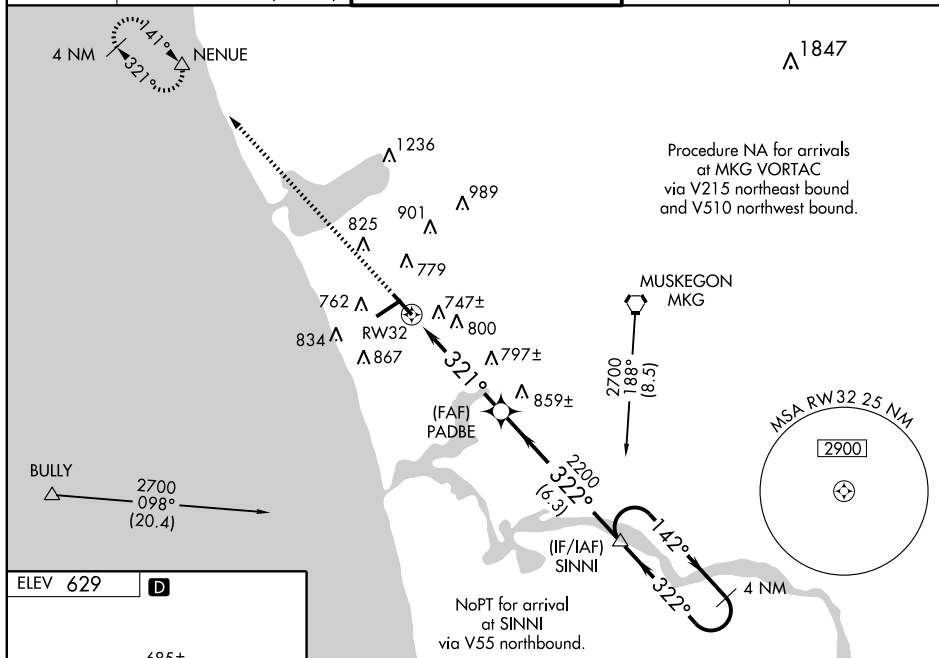 141°
321°
4 NM
NENUE
1847
Procedure NA for arrivals
at MKG VORTAC
via V215 northeast bound
and V510 northwest bound.
1236
989
901
825
779
MUSKEGON
MKG
762
747±
800
RW32
834
867
797±
321°
859±
2700
188°
(8.5)
(FAF)
PADBE
MSA RW32 25 NM
2900
BULLY
2700
098°
(20.4)
2200
322°
(6.3)
(IF/IAF)
SINNI
142°
322°
4 NM
ELEV 629
D
NoPT for arrival
at SINNI
via V55 northbound.